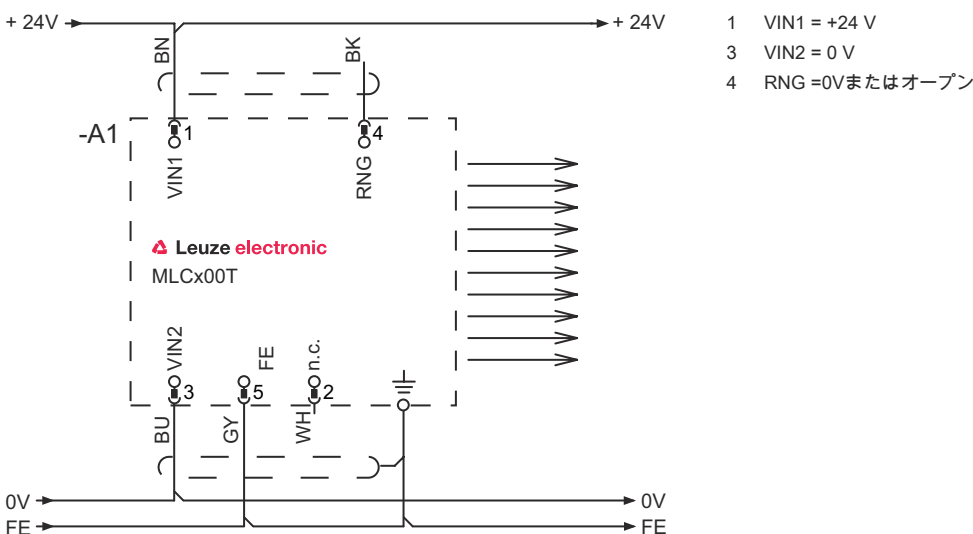 + 24V
+ 24V
BN
BK
-A1
1
4
VIN1
RNG
Leuze electronic
MLCx00T
VIN2
FE
n.c.
3
5
2
BU
GY
WH
0V
0V
FE
FE
1 VIN1 = +24 V
3 VIN2 = 0 V
4 RNG =0Vまたはオープン